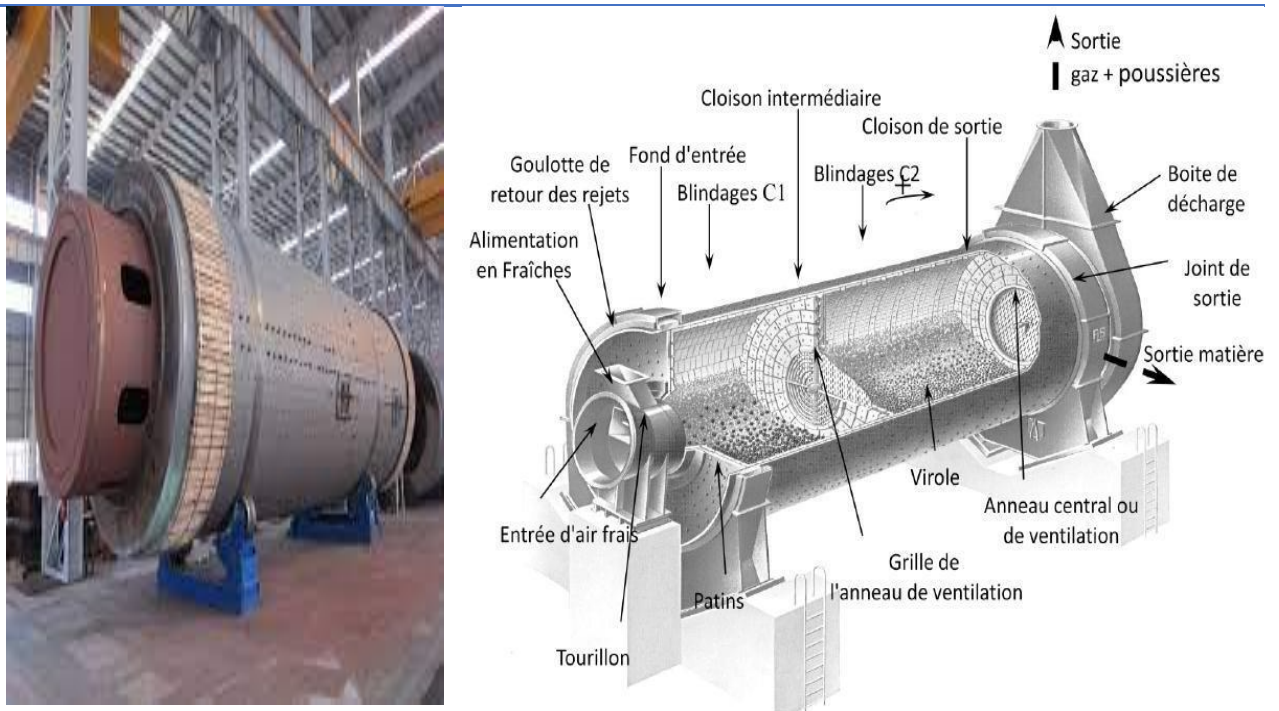 Sortie
gaz + poussières
Cloison intermédiaire
Cloison de sortie
Goulotte de
retour des rejets
Fond d'entrée
Blindages C1
Blindages C2
+
Boite de
décharge
Alimentation
en Fraîches
Joint de
sortie
Sortie matière
Virole
Entrée d'air frais
Anneau central ou
de ventilation
Grille de
l'anneau de ventilation
Patins
Tourillon